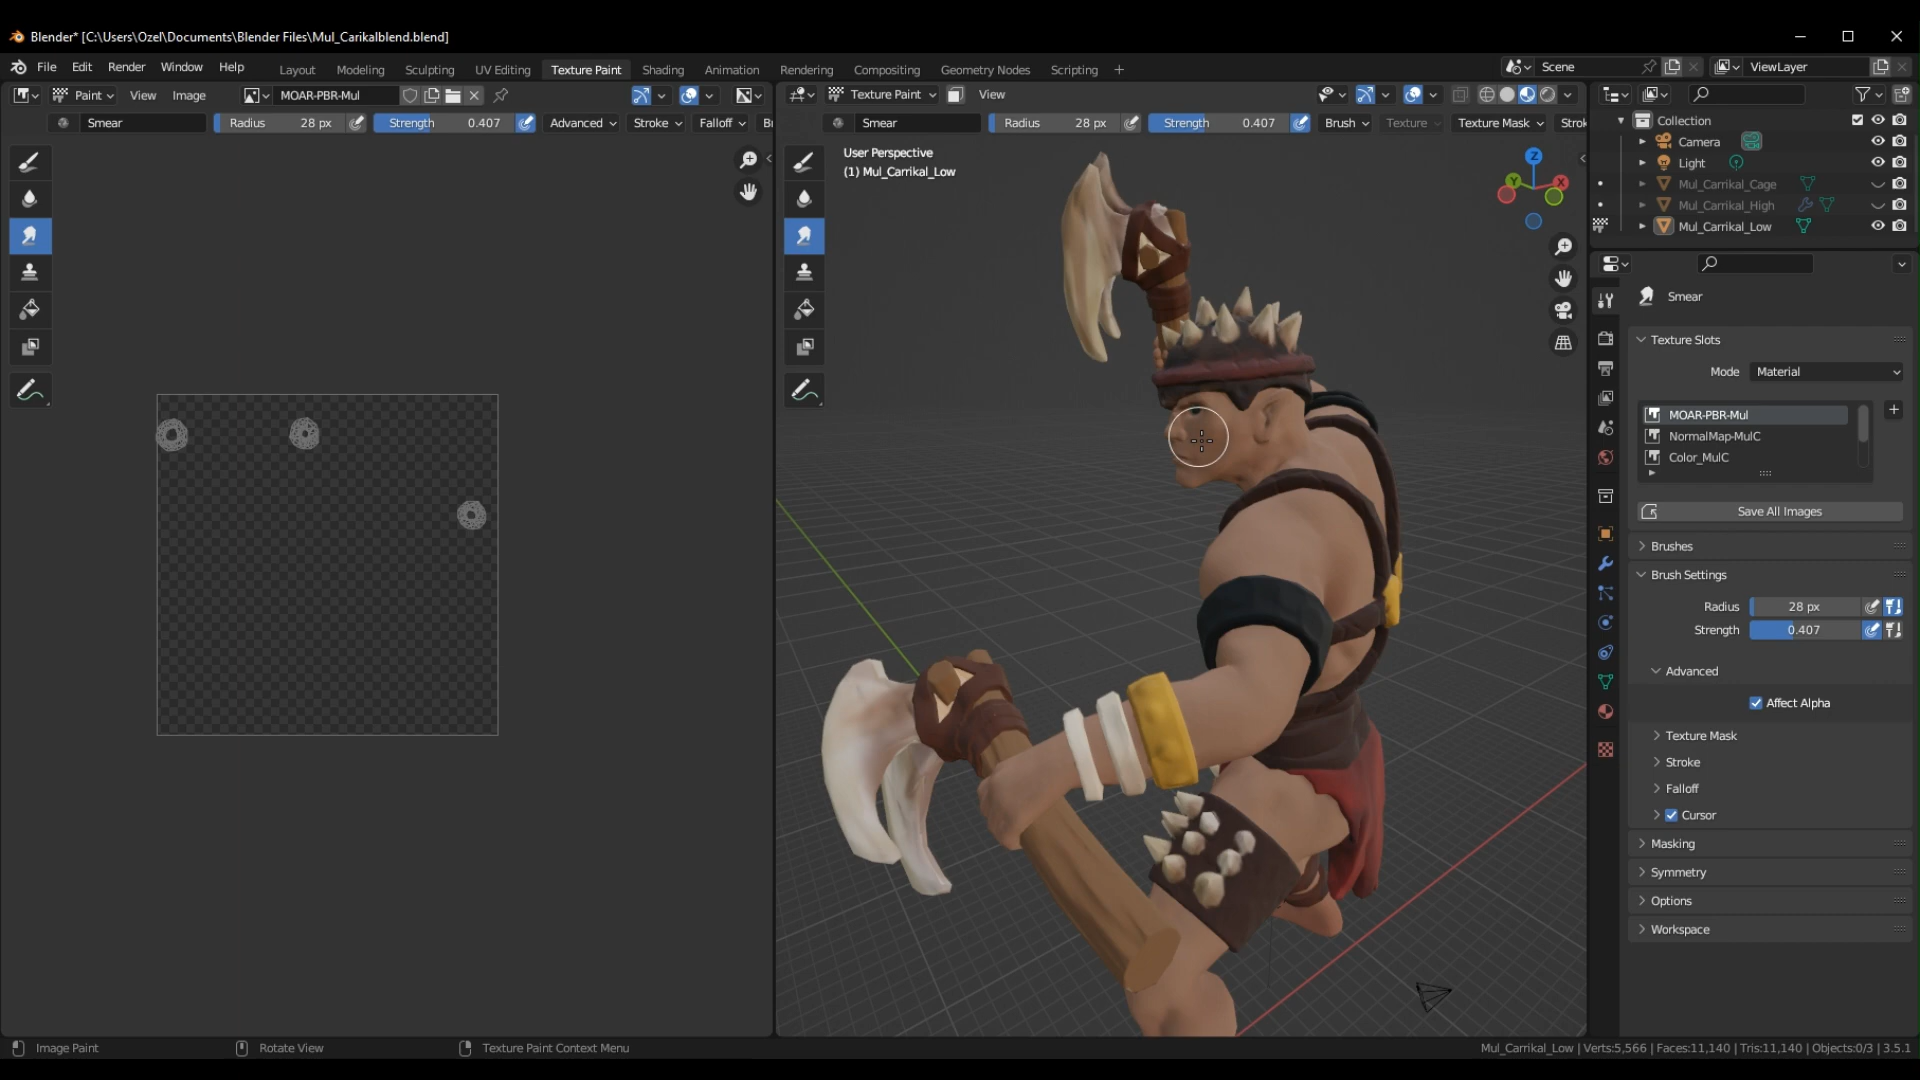 Blender* [C:\Users\Ozel\Documents\Blender Files\Mul_Carikalblend.blend]
File Edit Render Window Help Layout Modeling Sculpting UV Editing Texture Paint Shading Animation Rendering Compositing Geometry Nodes Scripting + Scene ViewLayer
Paint View Image MOAR-PBR-Mul Texture Paint View
Smear Radius 28 px Strength 0.407 Advanced Stroke Falloff Smear Radius 28 px Strength 0.407 Brush Texture Texture Mask Strok
User Perspective
(1) Mul_Carrikal_Low
Z
Y
X
Collection
Camera
Light
Mul_Carrikal_Cage
Mul_Carrikal_High
Mul_Carrikal_Low
Smear
Texture Slots
Mode Material
MOAR-PBR-Mul
NormalMap-MulC
Color_MulC
Save All Images
Brushes
Brush Settings
Radius 28 px
Strength 0.407
Advanced
Affect Alpha
Texture Mask
Stroke
Falloff
Cursor
Masking
Symmetry
Options
Workspace
Image Paint Rotate View Texture Paint Context Menu Mul_Carrikal_Low | Verts:5,566 | Faces:11,140 | Tris:11,140 | Objects:0/3 | 3.5.1